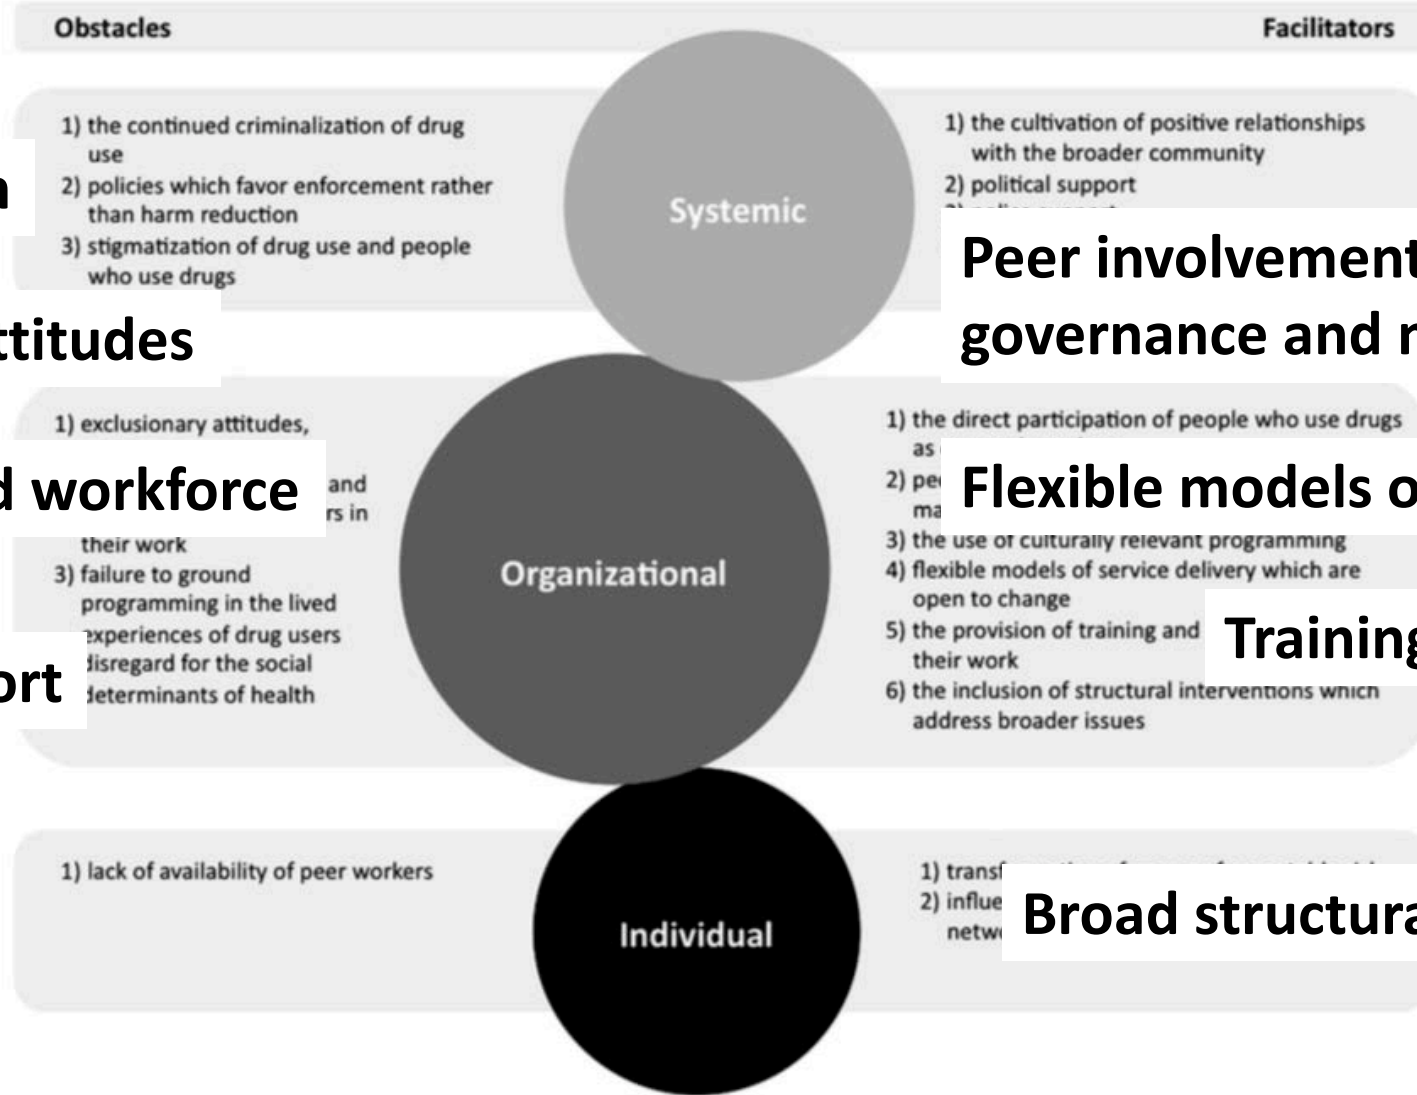 Obstacles
Facilitators
1) the continued criminalization of drug
use
2) policies which favor enforcement rather
than harm reduction
3) stigmatization of drug use and people
who use drugs
Systemic
1) the cultivation of positive relationships
with the broader community
2) political support
Peer involvement
governance and
ttitudes
1) exclusionary attitudes,
d workforce
and
rs in
their work
3) failure to ground
programming in the lived
experiences of drug users
disregard for the social
determinants of health
ort
Organizational
1) the direct participation of people who use drugs
as
2) pe
ma
Flexible models o
3) the use of culturally relevant programming
4) flexible models of service delivery which are
open to change
5) the provision of training and
their work
Training
6) the inclusion of structural interventions which
address broader issues
1) lack of availability of peer workers
Individual
1) transf
2) influe
netwo
Broad structura